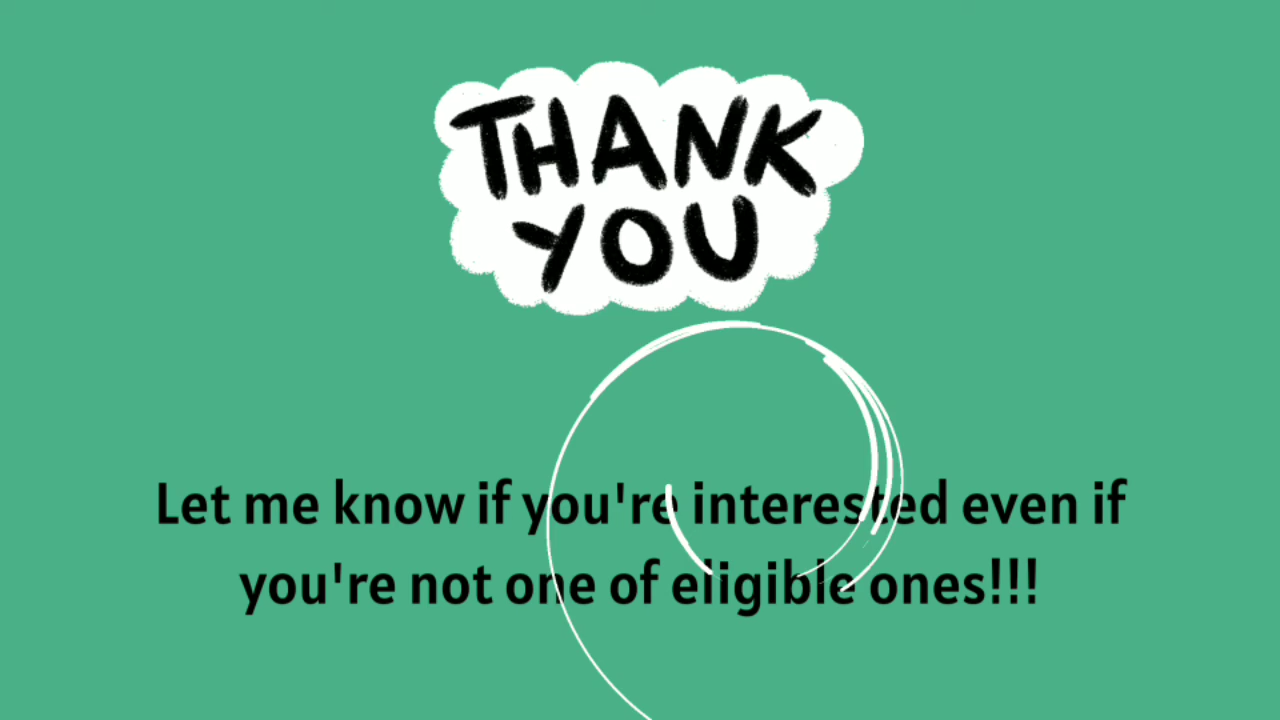 THANK
YOU
Let me know if you're interested even if
you're not one of eligible ones!!!